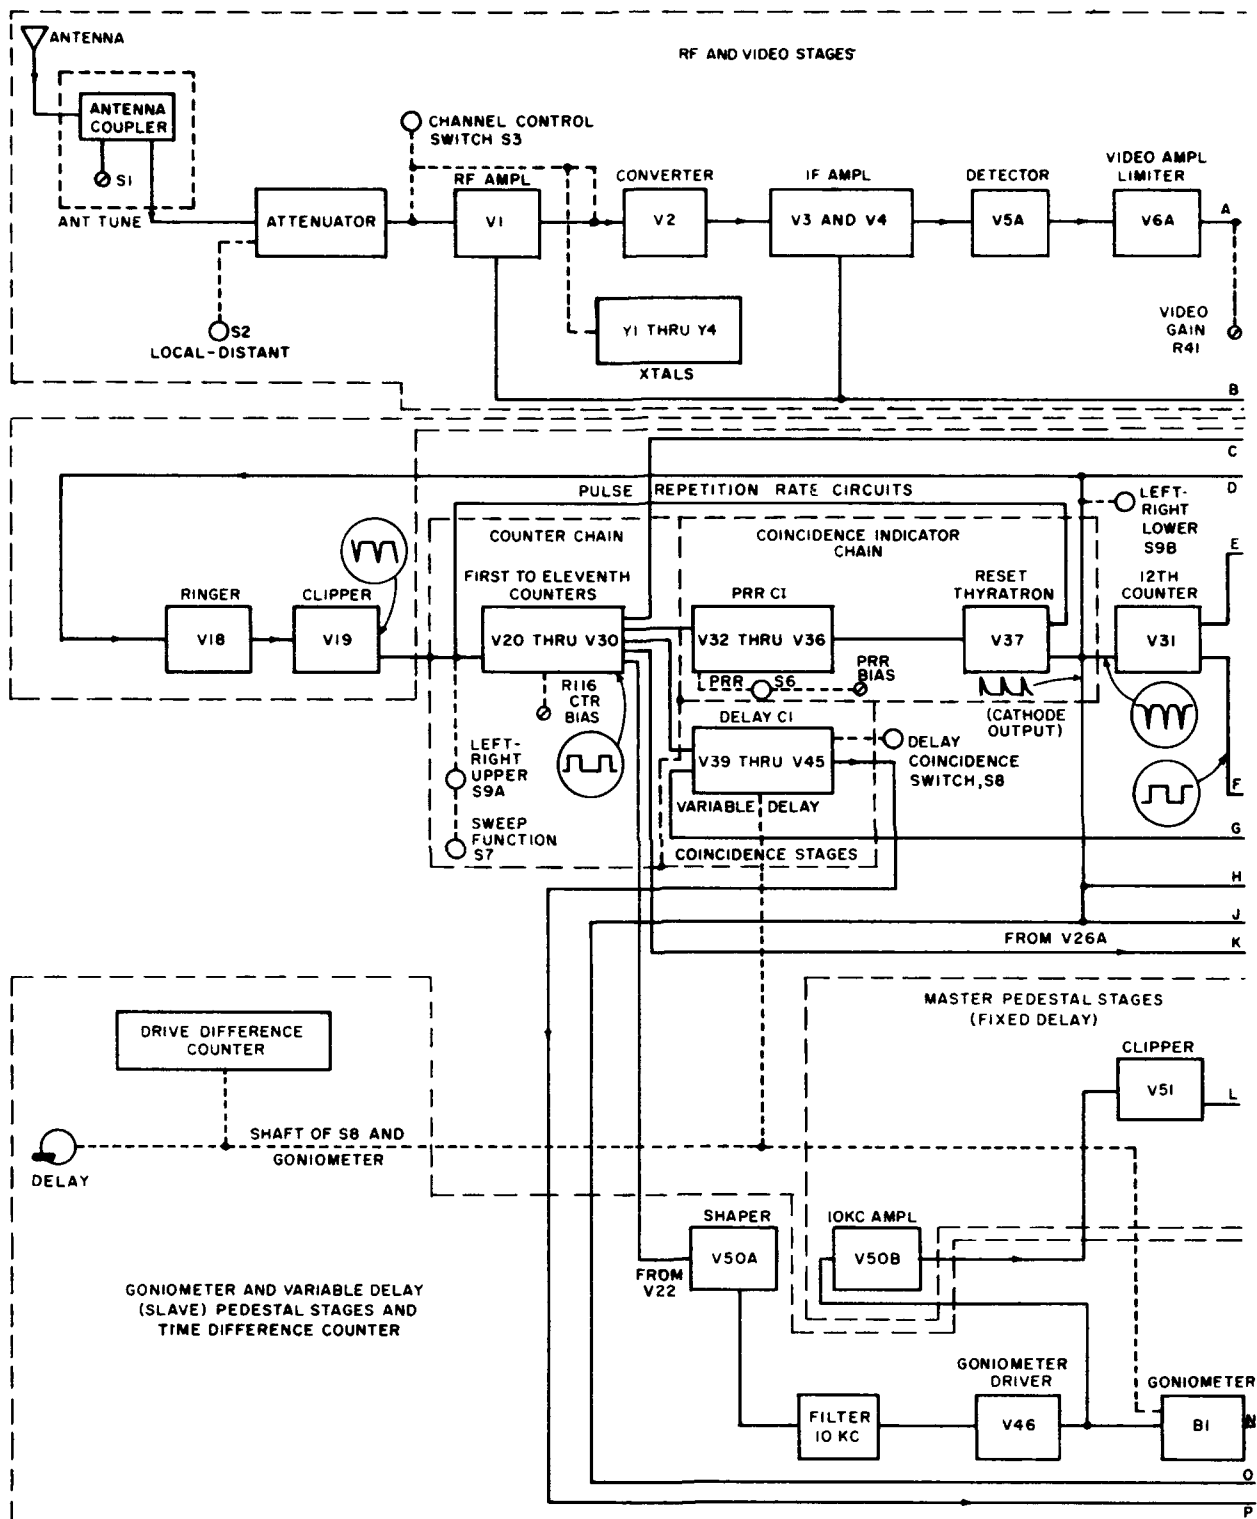 ANTENNA
RF AND VIDEO STAGES
ANTENNA
COUPLER
S1
ANT TUNE
CHANNEL CONTROL
SWITCH S3
ATTENUATOR
RF AMPL
V1
CONVERTER
V2
IF AMPL
V3 AND V4
DETECTOR
V5A
VIDEO AMPL
LIMITER
V6A
A
S2
LOCAL-DISTANT
Y1 THRU Y4
XTALS
VIDEO
GAIN
R41
B
C
D
PULSE REPETITION RATE CIRCUITS
LEFT-
RIGHT
LOWER
S9B
COUNTER CHAIN
COINCIDENCE INDICATOR
CHAIN
E
RINGER
V18
CLIPPER
V19
FIRST TO ELEVENTH
COUNTERS
V20 THRU V30
PRR CI
V32 THRU V36
RESET
THYRATRON
V37
12TH
COUNTER
V31
PRR S6
PRR
BIAS
R116
CTR
BIAS
(CATHODE
OUTPUT)
DELAY CI
V39 THRU V45
VARIABLE DELAY
DELAY
COINCIDENCE
SWITCH, S8
LEFT-
RIGHT
UPPER
S9A
SWEEP
FUNCTION
S7
F
COINCIDENCE STAGES
G
H
J
FROM V26A
K
DRIVE DIFFERENCE
COUNTER
MASTER PEDESTAL STAGES
(FIXED DELAY)
CLIPPER
V51
L
SHAFT OF S8 AND
GONIOMETER
DELAY
SHAPER
V50A
FROM
V22
10KC AMPL
V50B
GONIOMETER AND VARIABLE DELAY
(SLAVE) PEDESTAL STAGES AND
TIME DIFFERENCE COUNTER
FILTER
10 KC
GONIOMETER
DRIVER
V46
GONIOMETER
B1
N
O
P